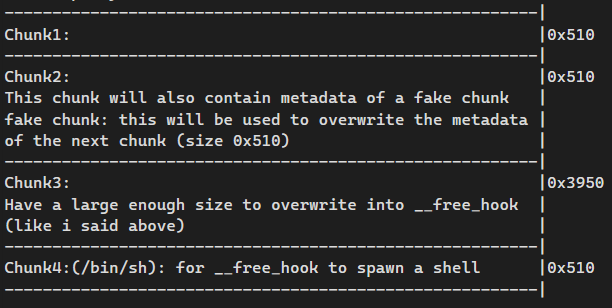 --------------------------------------------------------|
Chunk1: |0x510
--------------------------------------------------------|
Chunk2: |0x510
This chunk will also contain metadata of a fake chunk |
fake chunk: this will be used to overwrite the metadata |
of the next chunk (size 0x510) |
--------------------------------------------------------|
Chunk3: |0x3950
Have a large enough size to overwrite into __free_hook |
(like i said above) |
--------------------------------------------------------|
Chunk4:(/bin/sh): for __free_hook to spawn a shell |0x510
--------------------------------------------------------|